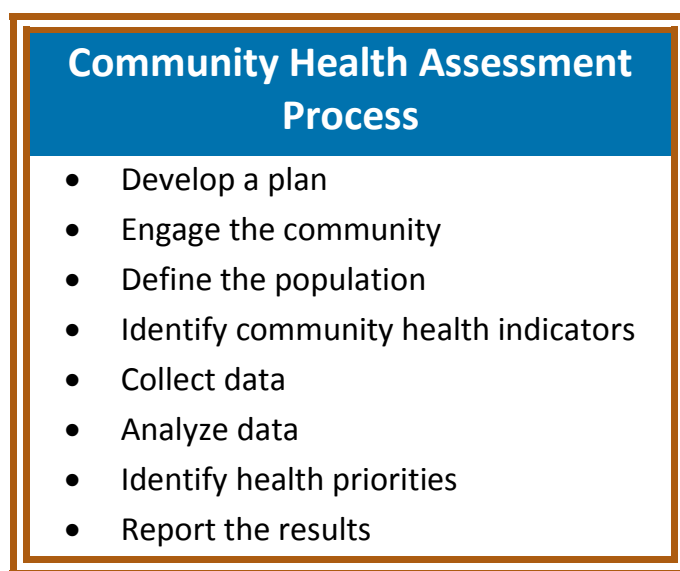 Community Health Assessment
Process
• Develop a plan
• Engage the community
• Define the population
• Identify community health indicators
• Collect data
• Analyze data
• Identify health priorities
• Report the results